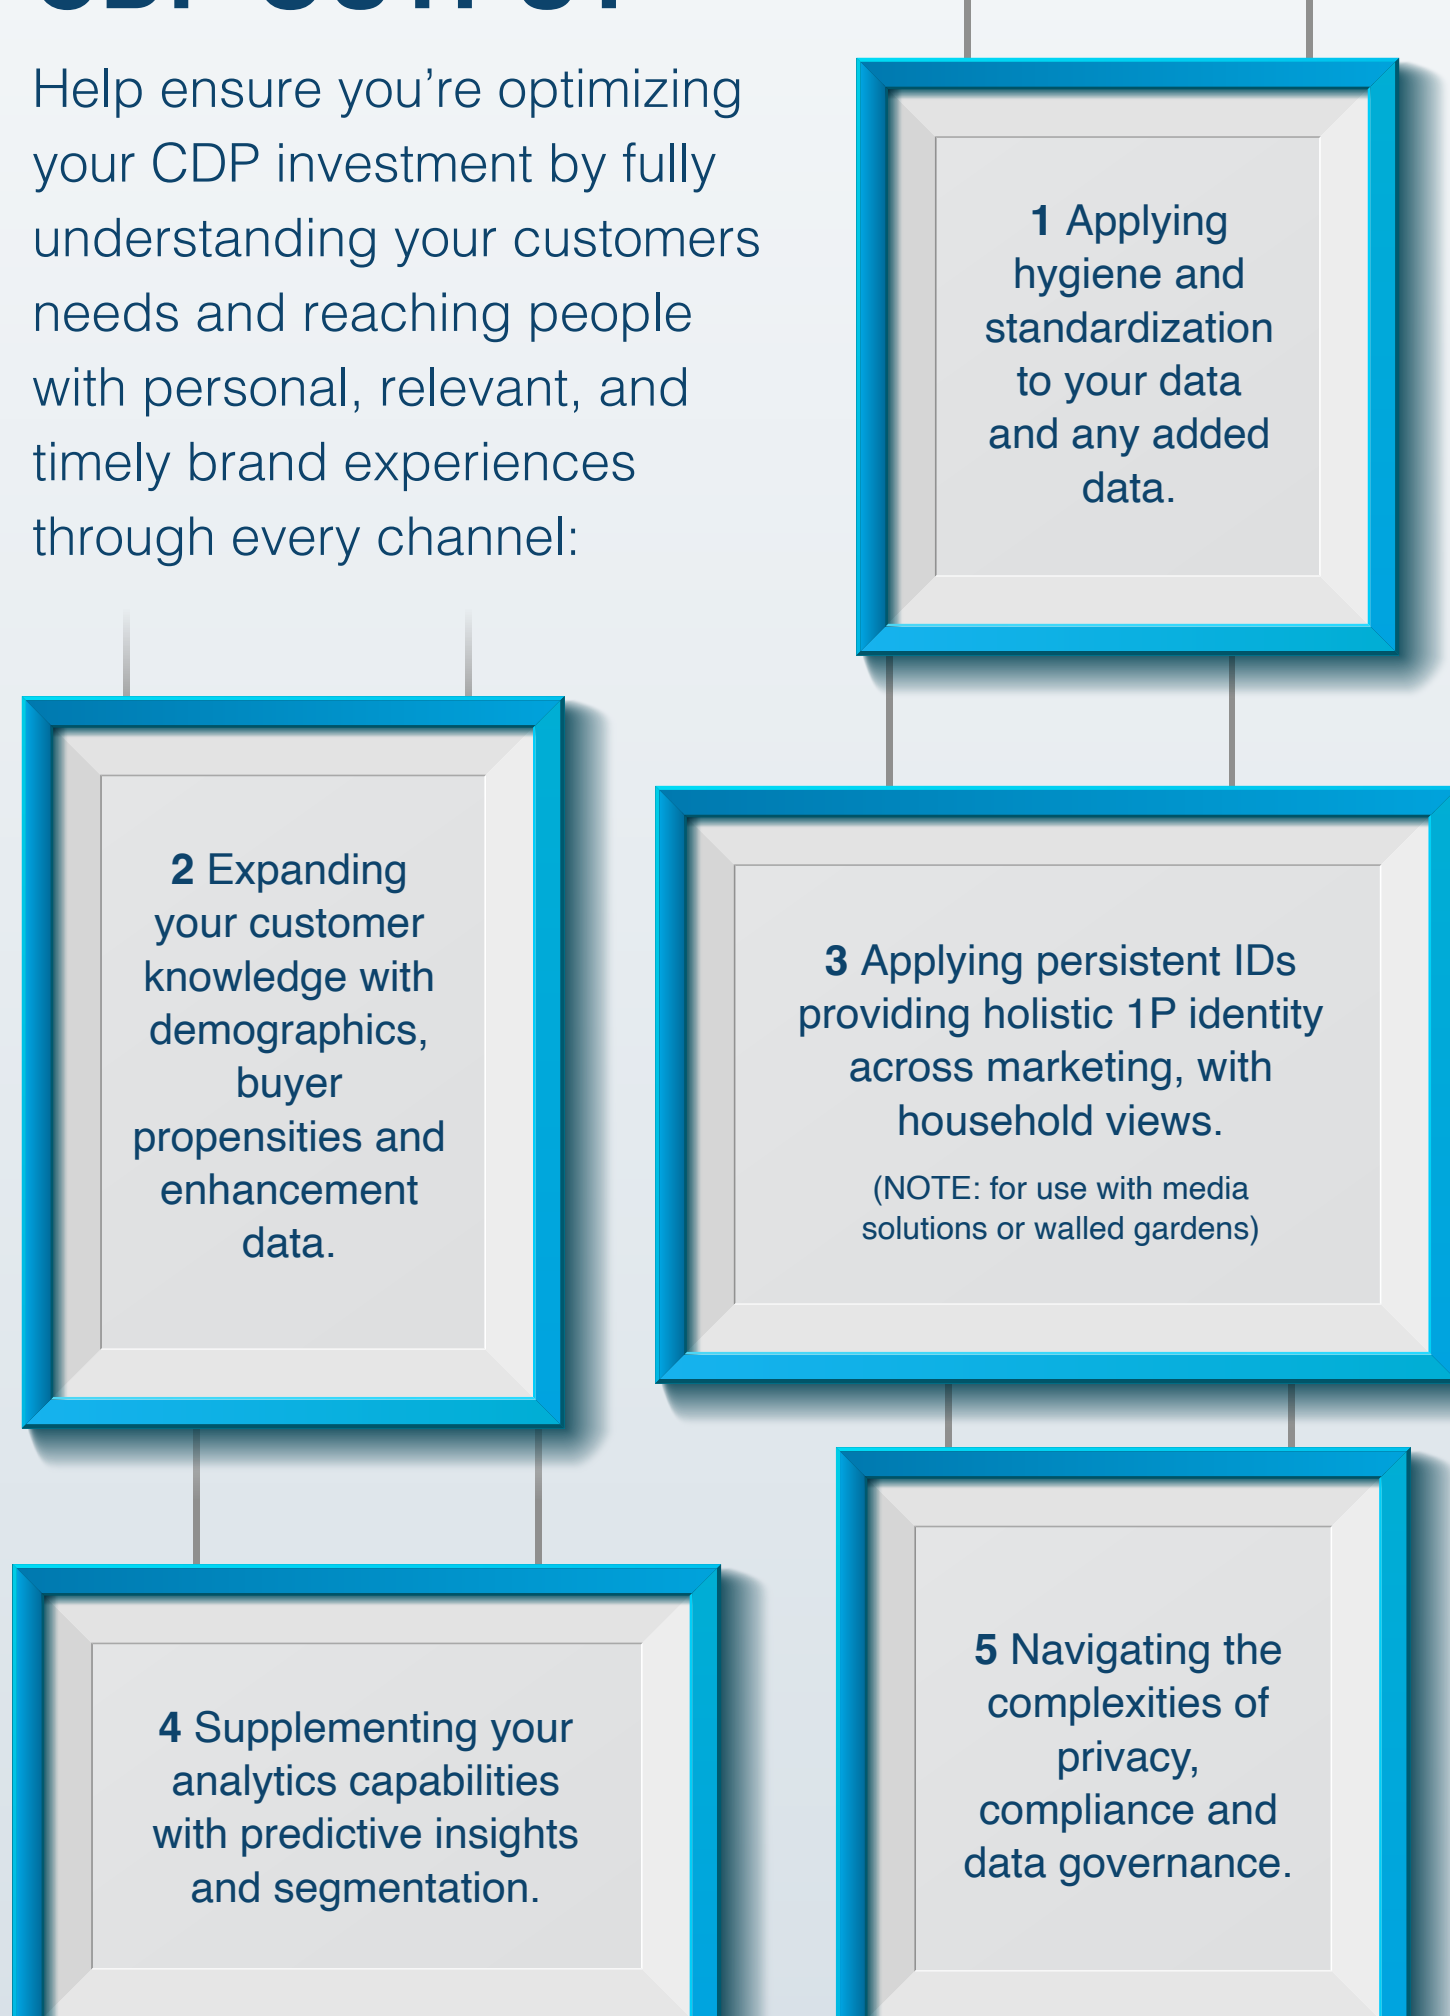 CDP OUTPUT
Help ensure you're optimizing
your CDP investment by fully
understanding your customers
needs and reaching people
with personal, relevant, and
timely brand experiences
through every channel:
1 Applying
hygiene and
standardization
to your data
and any added
data.
2 Expanding
your customer
knowledge with
demographics,
buyer
propensities and
enhancement
data.
3 Applying persistent IDs
providing holistic 1P identity
across marketing, with
household views.
(NOTE: for use with media
solutions or walled gardens)
4 Supplementing your
analytics capabilities
with predictive insights
and segmentation.
5 Navigating the
complexities of
privacy,
compliance and
data governance.